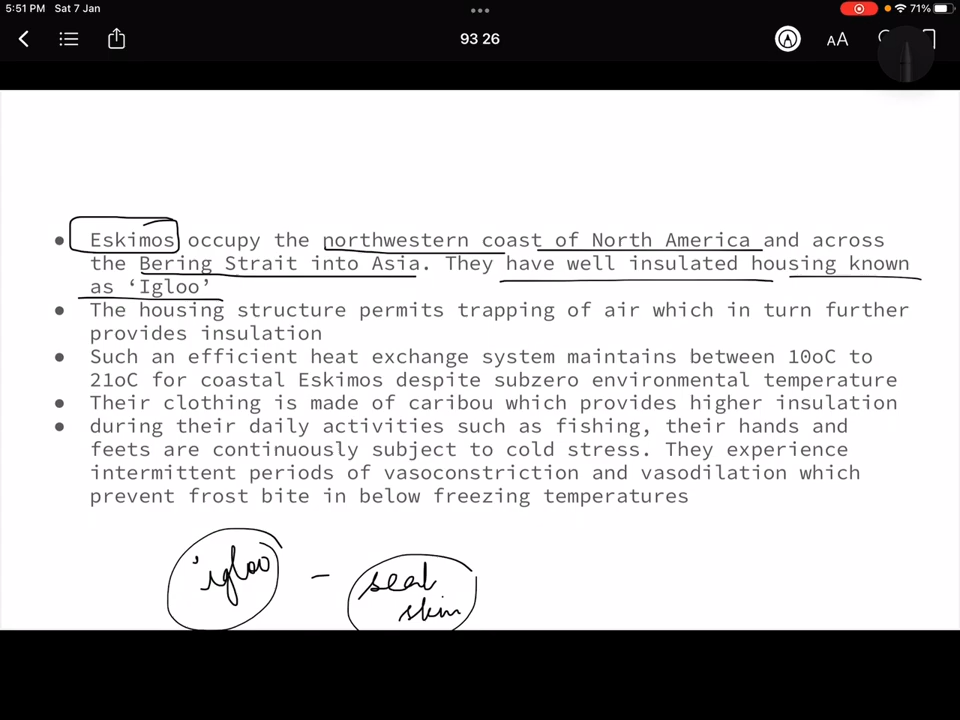 5:51 PM Sat 7 Jan
71%
93 26
AA
● Eskimos occupy the northwestern coast of North America and across
the Bering Strait into Asia. They have well insulated housing known
as ‘Igloo’
● The housing structure permits trapping of air which in turn further
provides insulation
● Such an efficient heat exchange system maintains between 10oC to
21oC for coastal Eskimos despite subzero environmental temperature
● Their clothing is made of caribou which provides higher insulation
● during their daily activities such as fishing, their hands and
feets are continuously subject to cold stress. They experience
intermittent periods of vasoconstriction and vasodilation which
prevent frost bite in below freezing temperatures
'igloo - seal
skin